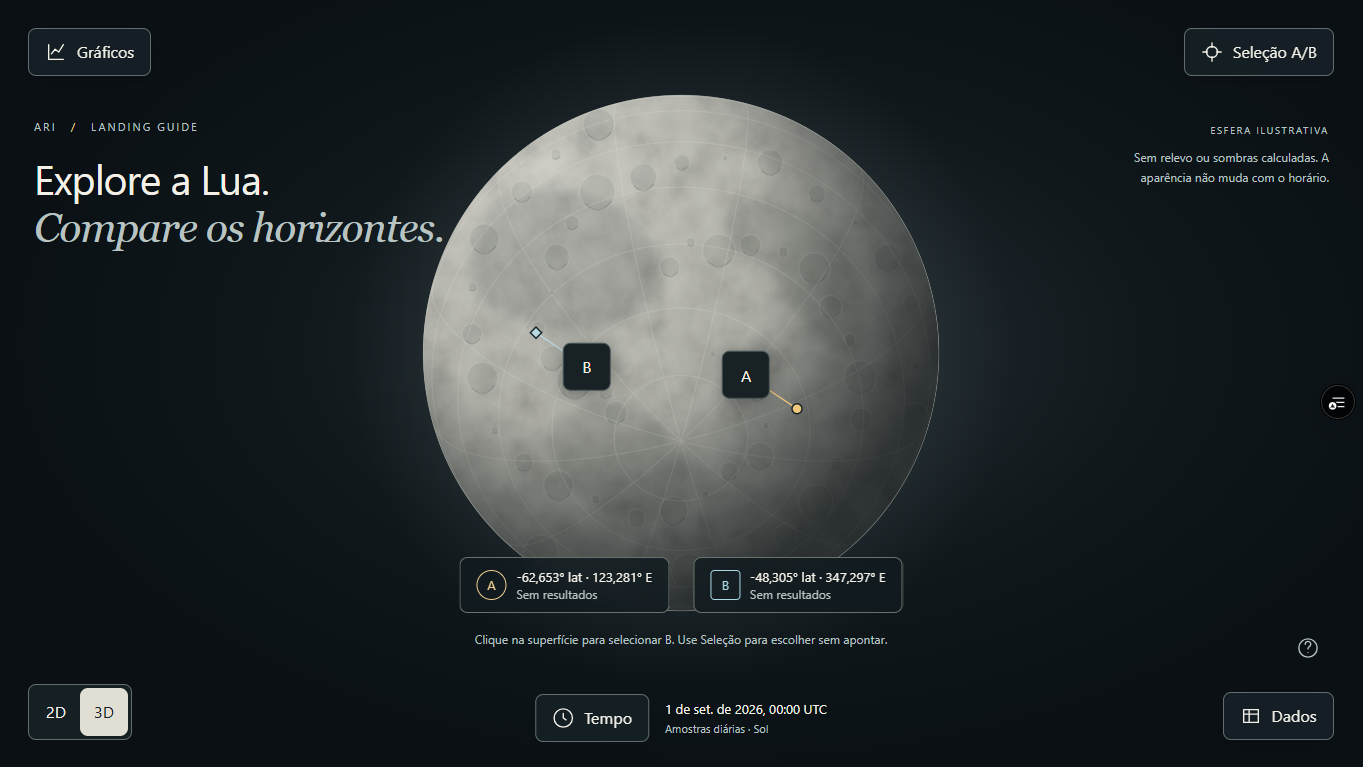 Gráficos
Seleção A/B
ARI / LANDING GUIDE
Explore a Lua.
Compare os horizontes.
ESFERA ILUSTRATIVA
Sem relevo ou sombras calculadas. A
aparência não muda com o horário.
B
A
A
-62,653° lat · 123,281° E
Sem resultados
B
-48,305° lat · 347,297° E
Sem resultados
Clique na superfície para selecionar B. Use Seleção para escolher sem apontar.
?
2D
3D
Tempo
1 de set. de 2026, 00:00 UTC
Amostras diárias · Sol
Dados